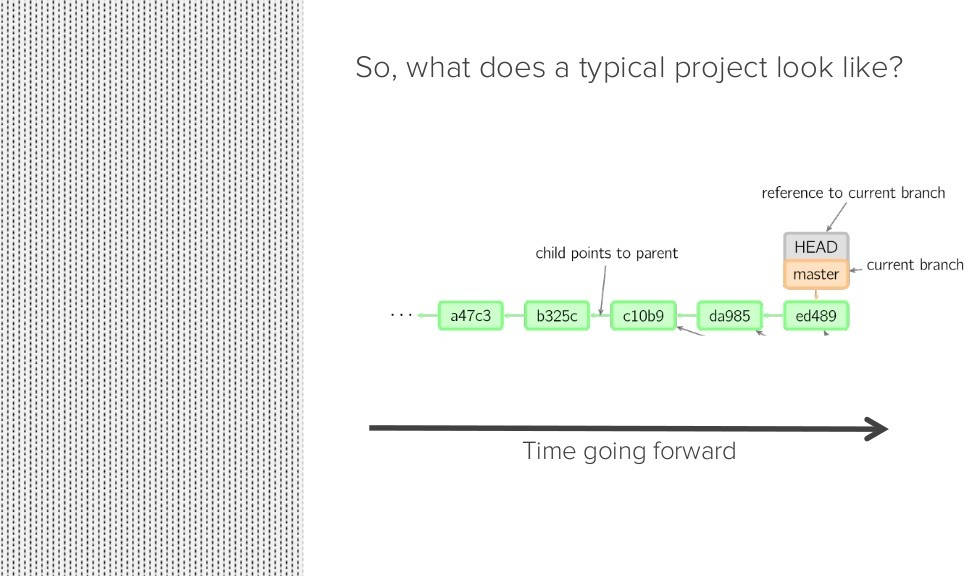 So, what does a typical project look like?
reference to current branch
HEAD
child points to parent
master
current branch
··· a47c3 b325c c10b9 da985 ed489
Time going forward